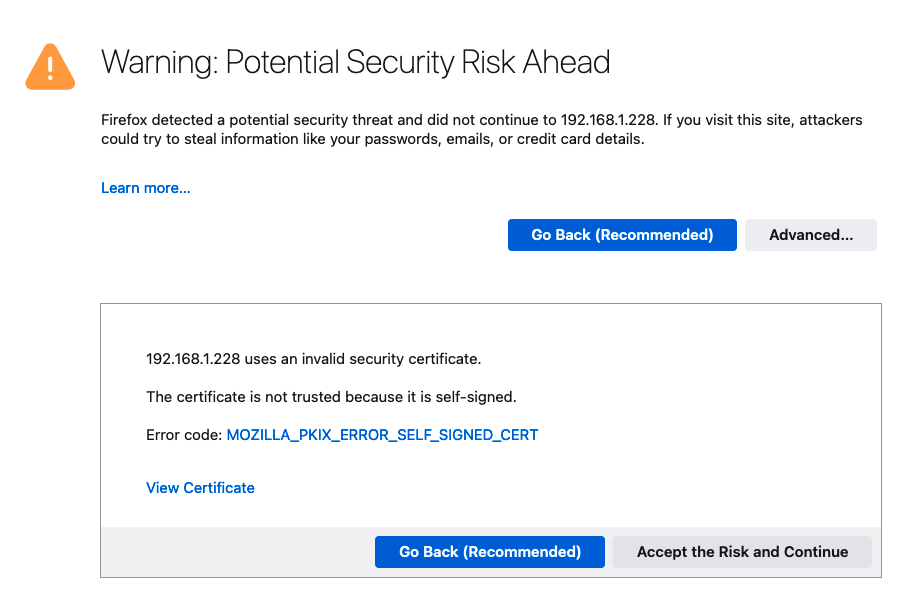 Warning: Potential Security Risk Ahead
Firefox detected a potential security threat and did not continue to 192.168.1.228. If you visit this site, attackers
could try to steal information like your passwords, emails, or credit card details.
Learn more...
Go Back (Recommended)
Advanced...
192.168.1.228 uses an invalid security certificate.
The certificate is not trusted because it is self-signed.
Error code: MOZILLA_PKIX_ERROR_SELF_SIGNED_CERT
View Certificate
Go Back (Recommended)
Accept the Risk and Continue